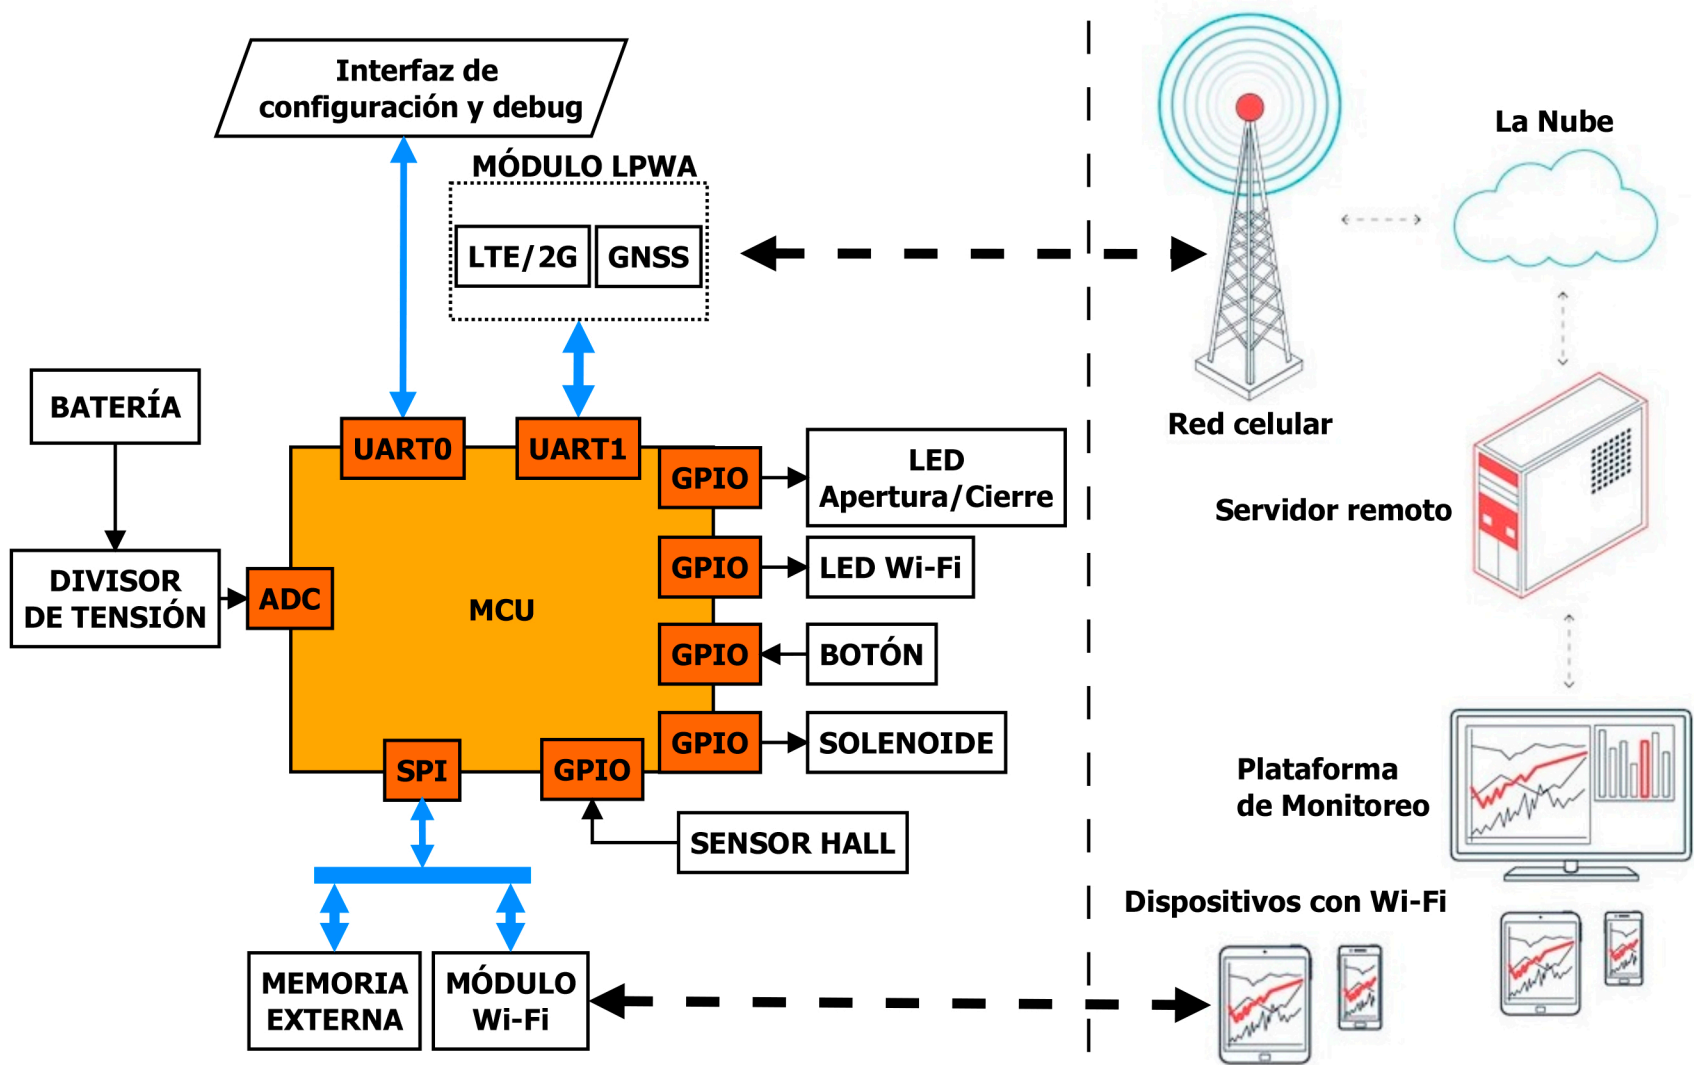 Interfaz de
configuración y debug
MÓDULO LPWA
LTE/2G
GNSS
BATERÍA
DIVISOR
DE TENSIÓN
ADC
UART0
UART1
MCU
GPIO
LED
Apertura/Cierre
GPIO
LED Wi-Fi
GPIO
BOTÓN
GPIO
SOLENOIDE
SPI
GPIO
SENSOR HALL
MEMORIA
EXTERNA
MÓDULO
Wi-Fi
La Nube
Red celular
Servidor remoto
Plataforma
de Monitoreo
Dispositivos con Wi-Fi